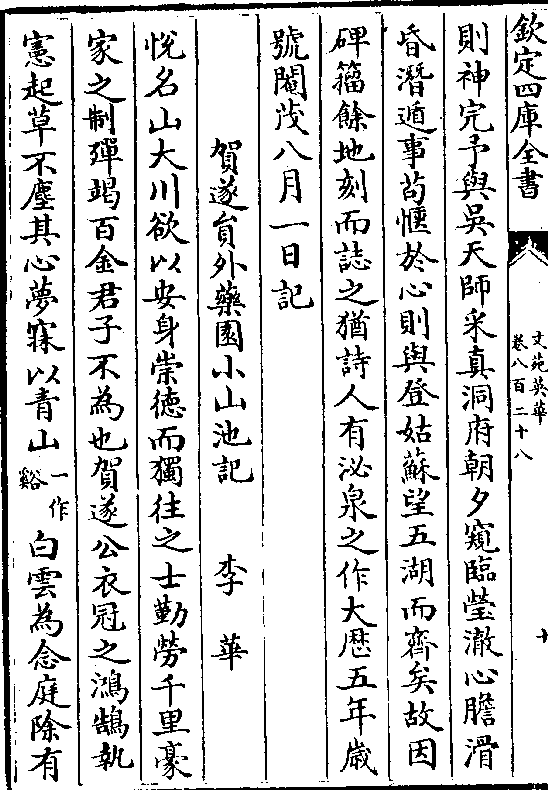 欽定四庫全書
文苑英華
卷八百二十八
十
則神完予與吳天師采真洞府朝夕窺臨瑩澈心膽滑
昏潛遁事茍愜於心則與登姑蘇望五湖而齊矣故因
碑籀餘地刻而誌之猶詩人有泌泉之作大厯五年歲
號閹茂八月一日記
賀遂員外藥園小山池記 李華
悅名山大川欲以安身崇德而獨往之士勤勞千里豪
家之制殫竭百金君子不為也賀遂公衣冠之鴻鵠執
憲起草不塵其心夢寐以青山一作谿白雲為念庭除有